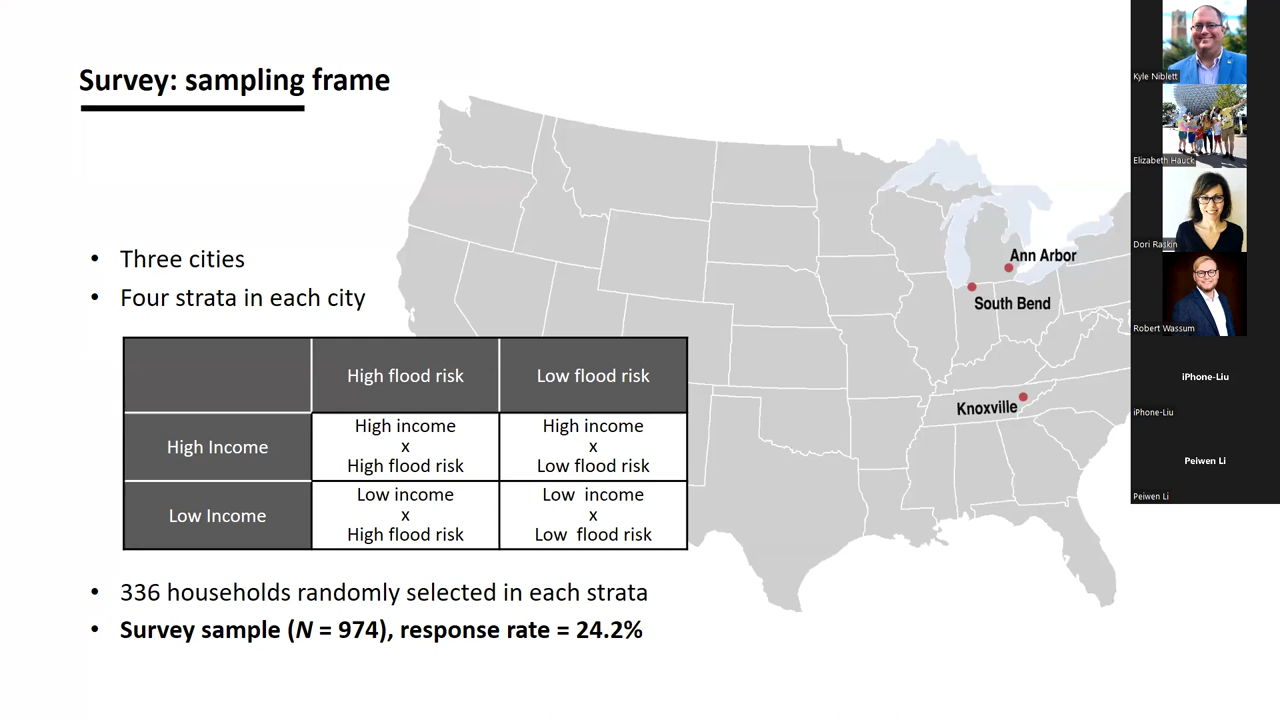 Survey: sampling frame
Three cities
Four strata in each city
High flood risk
Low flood risk
High Income
High income
x
High flood risk
High income
x
Low flood risk
Low Income
Low income
x
High flood risk
Low  income
x
Low  flood risk
336 households randomly selected in each strata
Survey sample (N = 974), response rate = 24.2%
Ann Arbor
South Bend
Knoxville
Kyle Niblett
Elizabeth Hauck
Dori Raskin
Robert Wassum
iPhone-Liu
iPhone-Liu
Peiwen Li
Peiwen Li